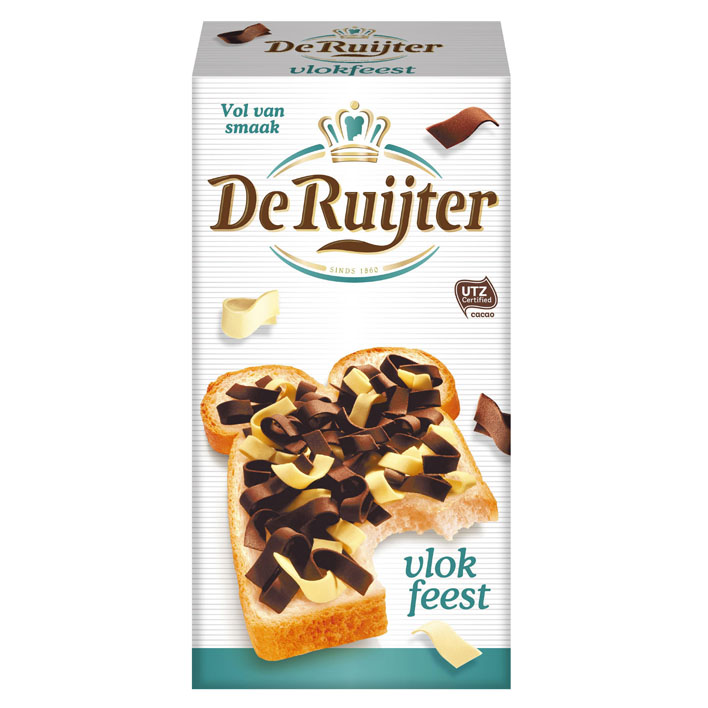 De Ruijter
vlokfeest
Vol van
smaak
De Ruijter
SINDS 1860
UTZ
Certified
cacao
vlok
feest